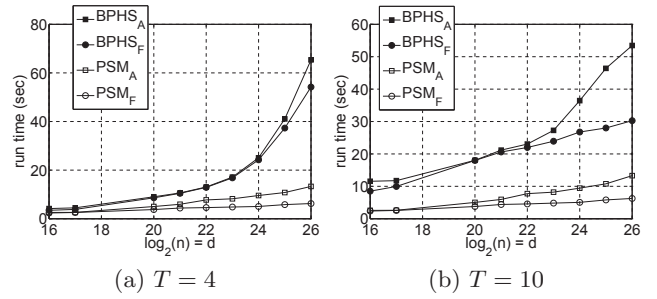 BPHS_A
BPHS_F
PSM_A
PSM_F
run time (sec)
80
60
40
20
0
16 18 20 22 24 26
log_2(n) = d
(a) T = 4
BPHS_A
BPHS_F
PSM_A
PSM_F
run time (sec)
60
50
40
30
20
10
0
16 18 20 22 24 26
log_2(n) = d
(b) T = 10